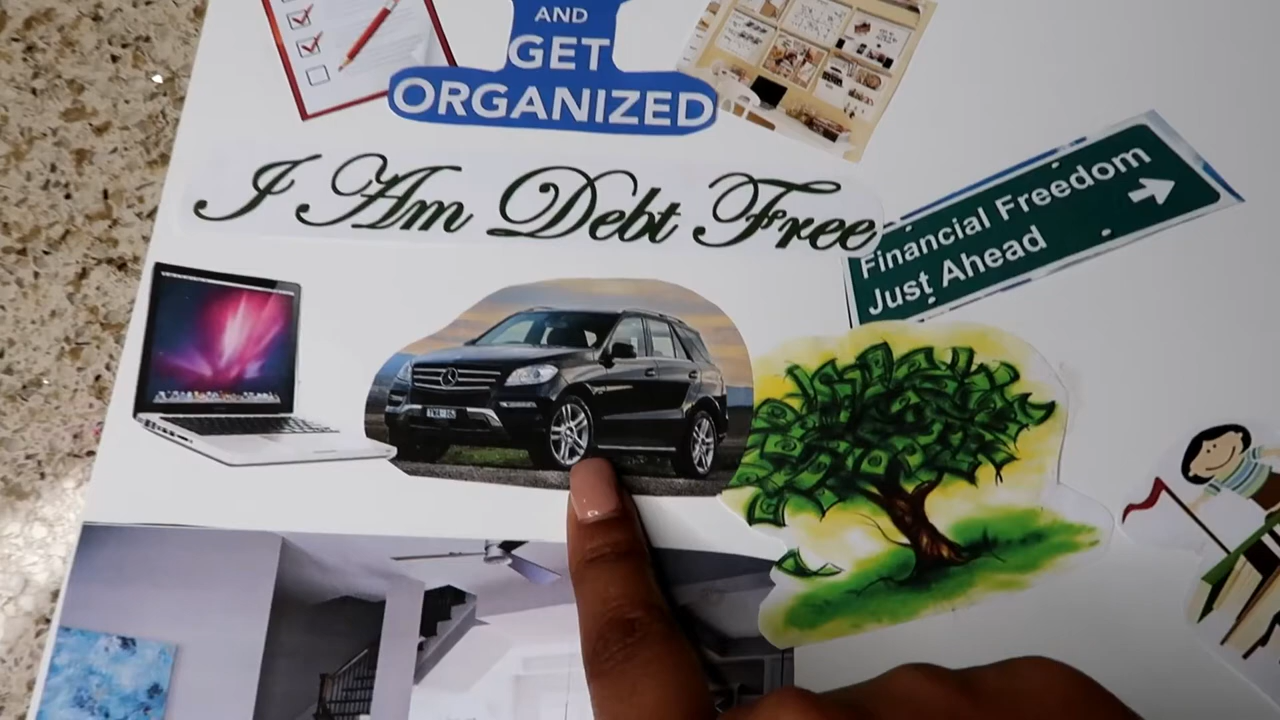 AND
GET
ORGANIZED
I Am Debt Free
Financial Freedom
Just Ahead